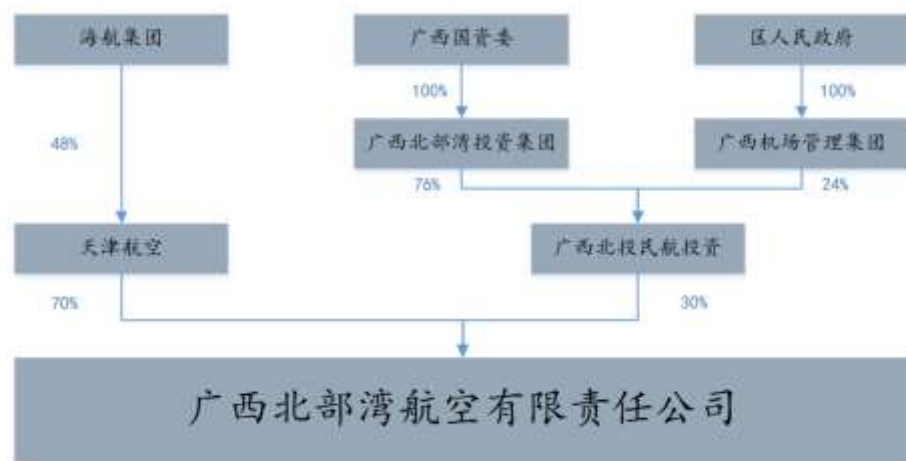 海航集团
广西国资委
区人民政府
100%
100%
48%
广西北部湾投资集团
广西机场管理集团
76%
24%
天津航空
广西北投民航投资
70%
30%
广西北部湾航空有限责任公司